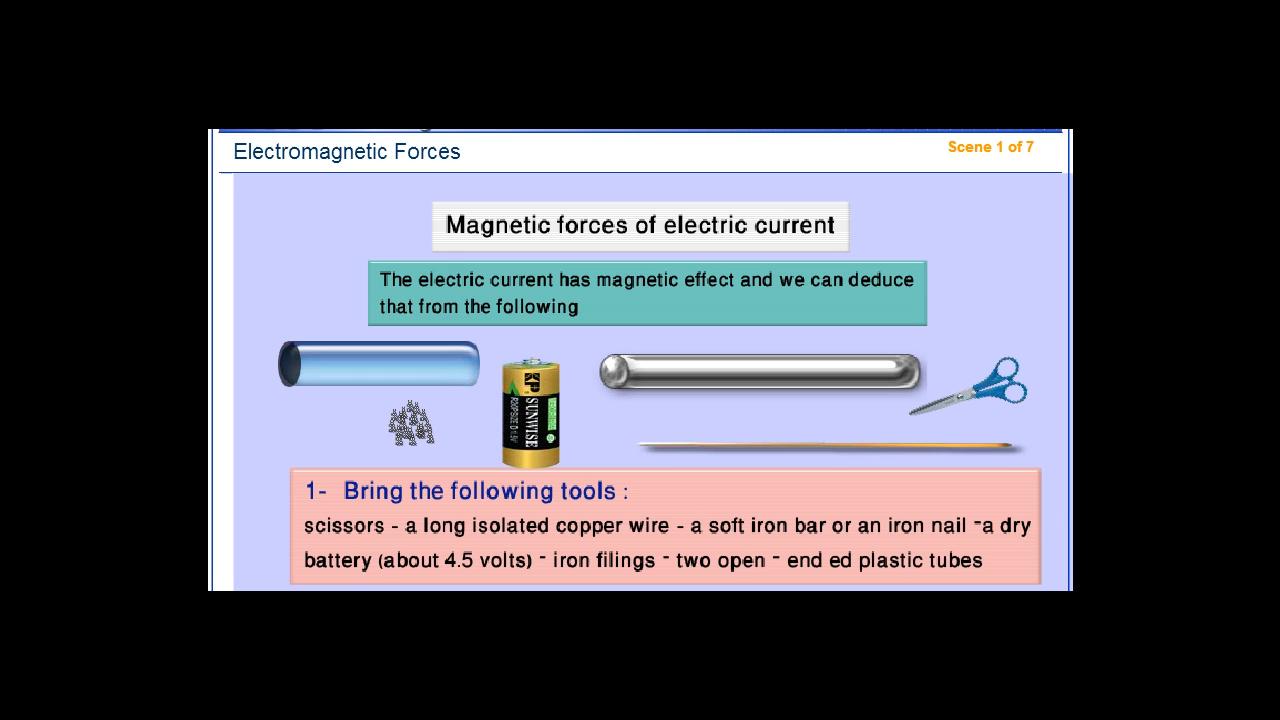 Electromagnetic Forces
Scene 1 of 7
Magnetic forces of electric current
The electric current has magnetic effect and we can deduce
that from the following
KP
SUNWISE
1- Bring the following tools :
scissors - a long isolated copper wire - a soft iron bar or an iron nail -a dry
battery (about 4.5 volts) - iron filings - two open - end ed plastic tubes